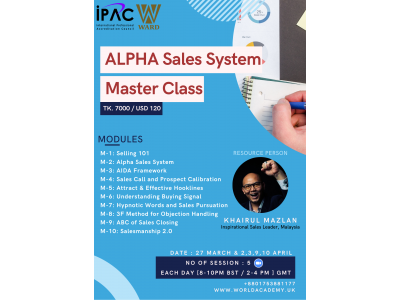 iPAC
International Professional
Accreditation Council
WARD
ALPHA Sales System
Master Class
TK. 7000 / USD 120
MODULES
M-1: Selling 101
M-2: Alpha Sales System
M-3: AIDA Framework
M-4: Sales Call and Prospect Calibration
M-5: Attract & Effective Hooklines
M-6: Understanding Buying Signal
M-7: Hypnotic Words and Sales Pursuation
M-8: 3F Method for Objection Handling
M-9: ABC of Sales Closing
M-10: Salesmanship 2.0
RESOURCE PERSON
KHAIRUL MAZLAN
Inspirational Sales Leader, Malaysia
DATE : 27 MARCH & 2,3,9,10 APRIL
NO OF SESSION : 5
EACH DAY [8-10PM BST / 2-4 PM ] GMT
WWW.WORLDACADEMY.UK